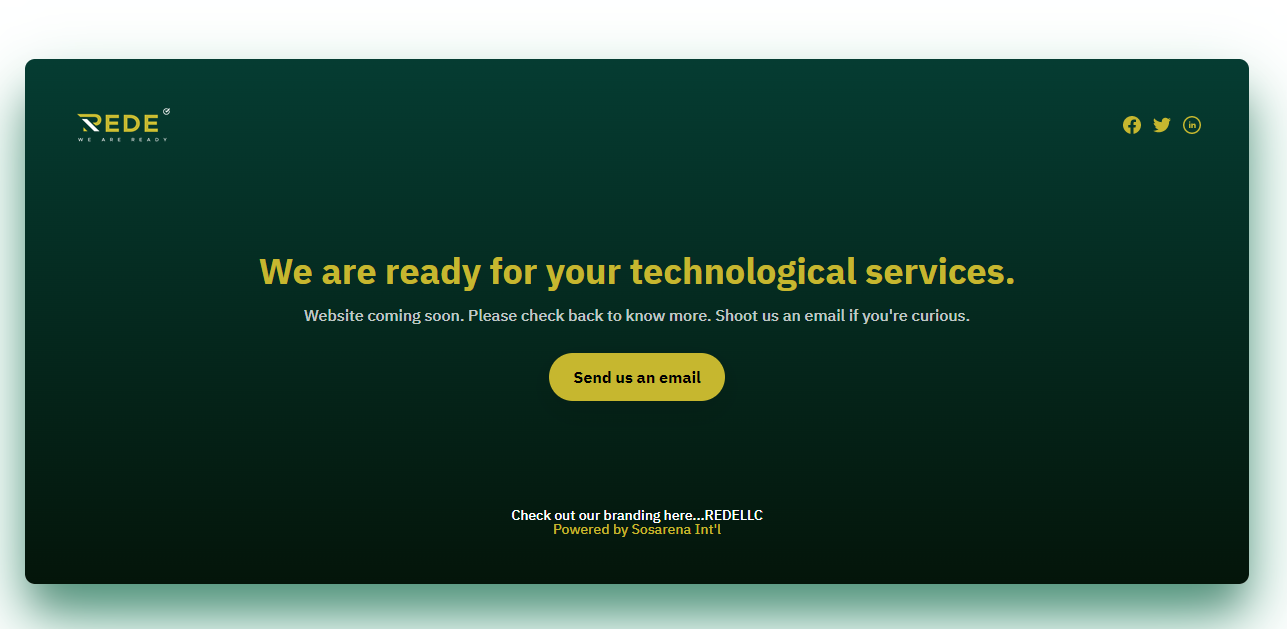 REDE
WE ARE READY
in
We are ready for your technological services.
Website coming soon. Please check back to know more. Shoot us an email if you're curious.
Send us an email
Check out our branding here...REDELLC
Powered by Sosarena Int'l